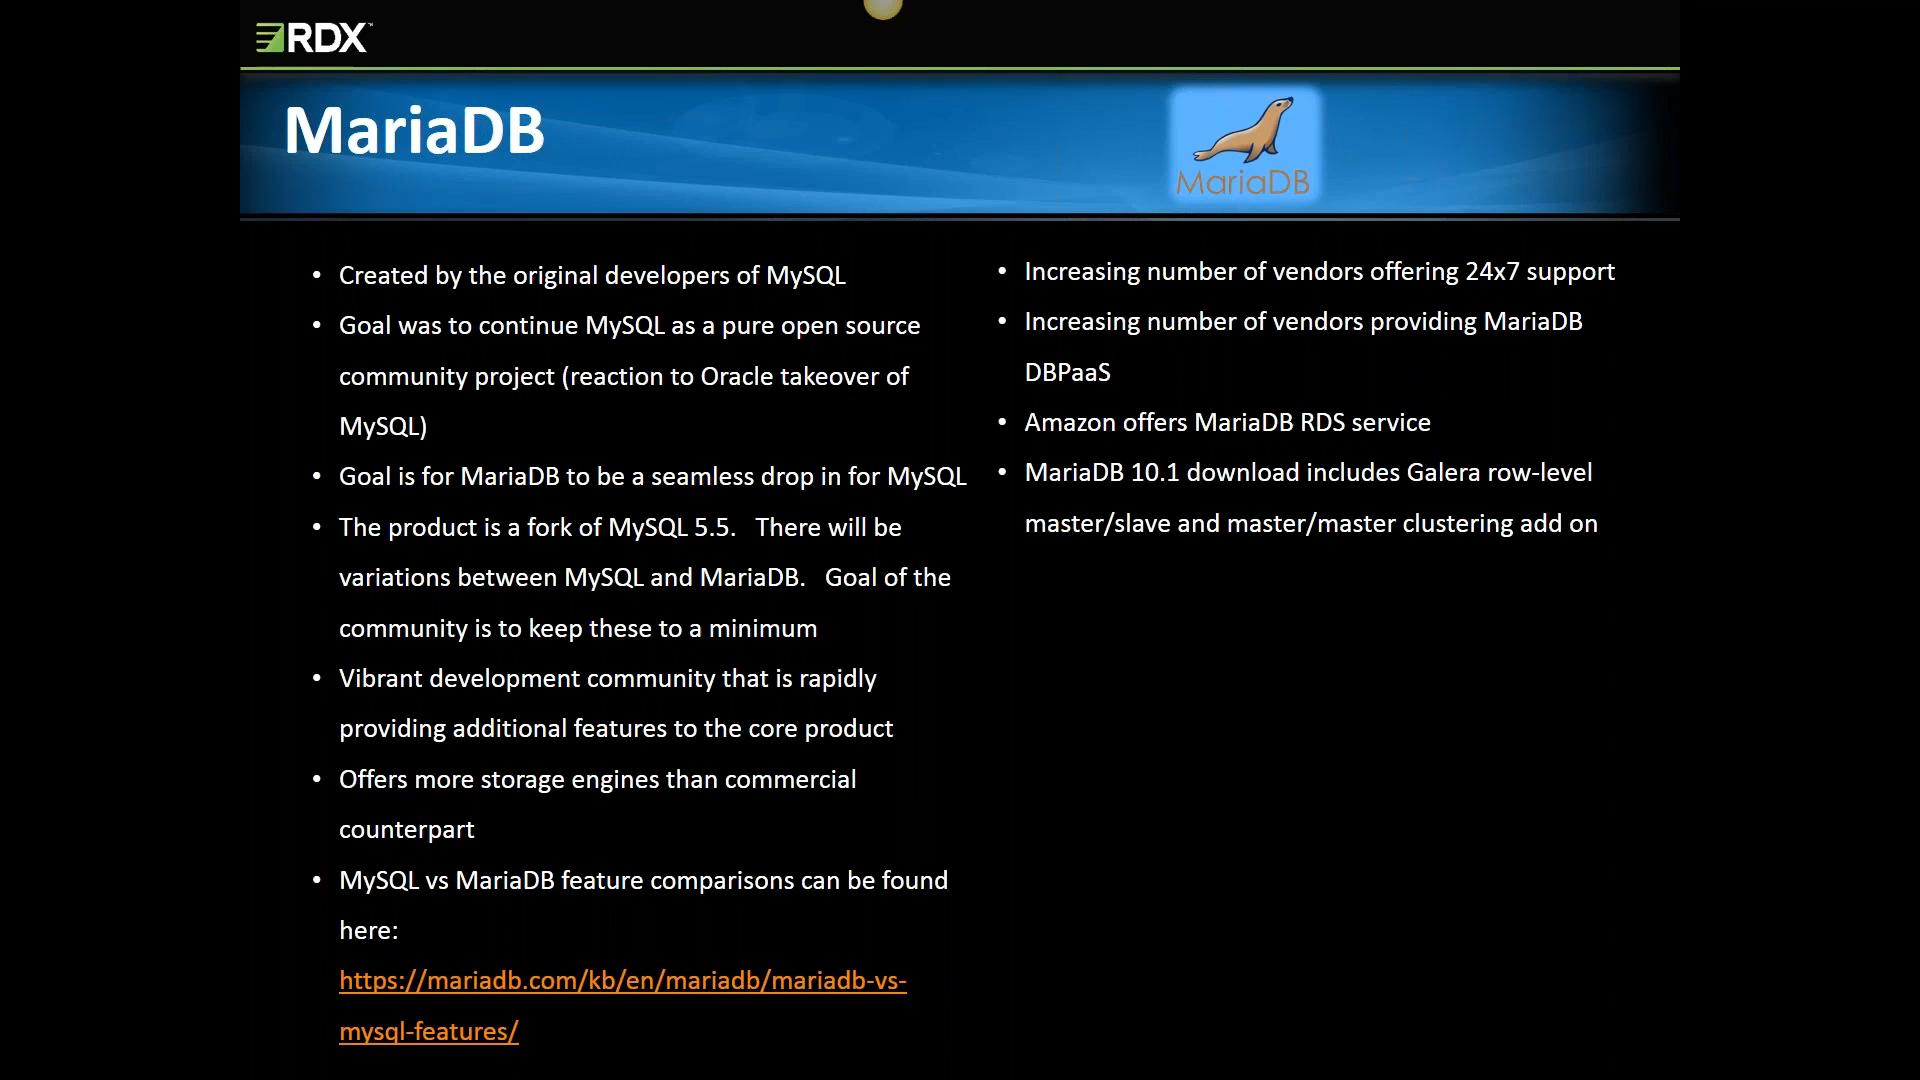 RDX™
MariaDB
MariaDB
• Created by the original developers of MySQL
• Goal was to continue MySQL as a pure open source
community project (reaction to Oracle takeover of
MySQL)
• Goal is for MariaDB to be a seamless drop in for MySQL
• The product is a fork of MySQL 5.5.   There will be
variations between MySQL and MariaDB.   Goal of the
community is to keep these to a minimum
• Vibrant development community that is rapidly
providing additional features to the core product
• Offers more storage engines than commercial
counterpart
• MySQL vs MariaDB feature comparisons can be found
here:
https://mariadb.com/kb/en/mariadb/mariadb-vs-
mysql-features/
• Increasing number of vendors offering 24x7 support
• Increasing number of vendors providing MariaDB
DBPaaS
• Amazon offers MariaDB RDS service
• MariaDB 10.1 download includes Galera row-level
master/slave and master/master clustering add on